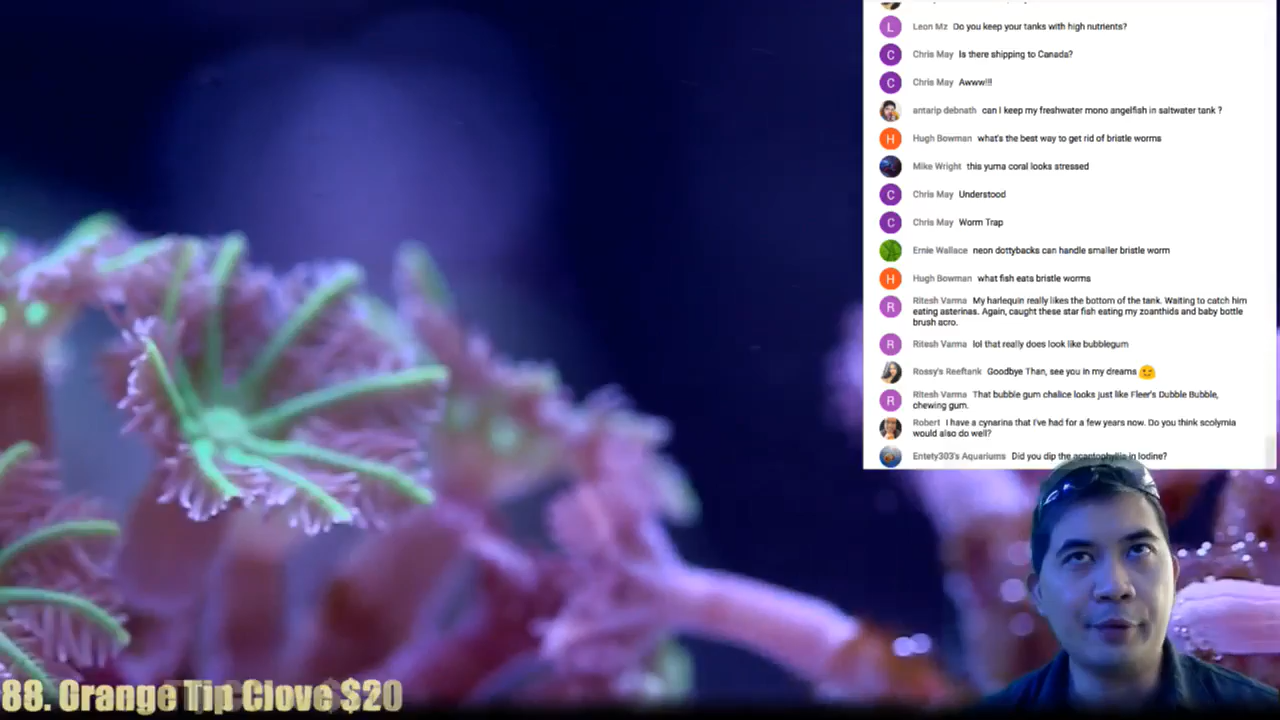 Leon Mz Do you keep your tanks with high nutrients?
Chris May Is there shipping to Canada?
Chris May Awww!!!
antarip debnath can I keep my freshwater mono angelfish in saltwater tank ?
Hugh Bowman what's the best way to get rid of bristle worms
Mike Wright this yuma coral looks stressed
Chris May Understood
Chris May Worm Trap
Ernie Wallace neon dottybacks can handle smaller bristle worm
Hugh Bowman what fish eats bristle worms
Ritesh Varma My harlequin really likes the bottom of the tank. Waiting to catch him
eating asterinas. Again, caught these star fish eating my zoanthids and baby bottle
brush acro.
Ritesh Varma lol that really does look like bubblegum
Rossy's Reeftank Goodbye Than, see you in my dreams 😉
Ritesh Varma That bubble gum chalice looks just like Fleer's Dubble Bubble,
chewing gum.
Robert I have a cynarina that I've had for a few years now. Do you think scolymia
would also do well?
Entety303's Aquariums Did you dip the acantophyllia in Iodine?
88. Orange Tip Clove $20